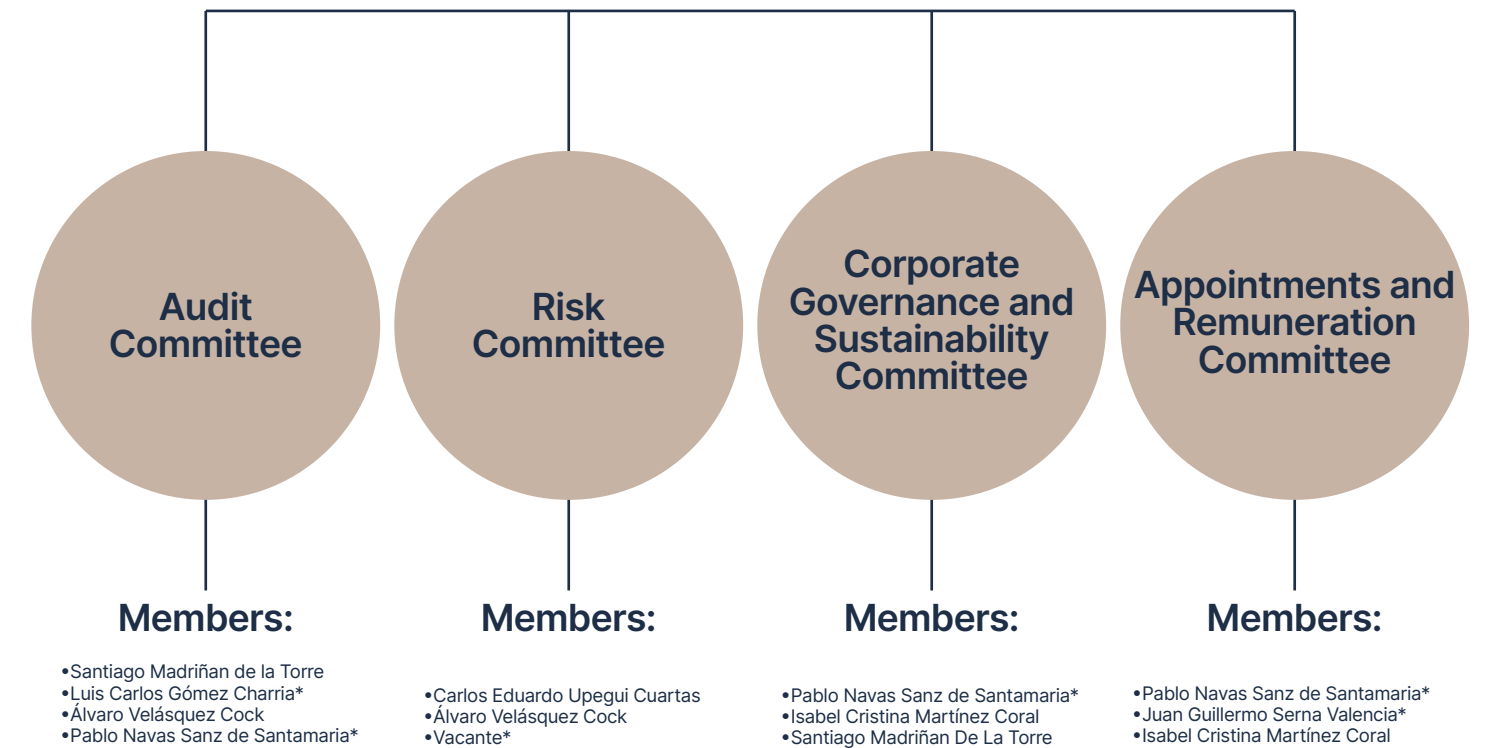 Audit
Committee
Risk
Committee
Corporate
Governance and
Sustainability
Committee
Appointments and
Remuneration
Committee
Members:
•Santiago Madriñan de la Torre
•Luis Carlos Gómez Charria*
•Álvaro Velásquez Cock
•Pablo Navas Sanz de Santamaria*
Members:
•Carlos Eduardo Upegui Cuartas
•Álvaro Velásquez Cock
•Vacante*
Members:
•Pablo Navas Sanz de Santamaria*
•Isabel Cristina Martínez Coral
•Santiago Madriñan De La Torre
Members:
•Pablo Navas Sanz de Santamaria*
•Juan Guillermo Serna Valencia*
•Isabel Cristina Martínez Coral